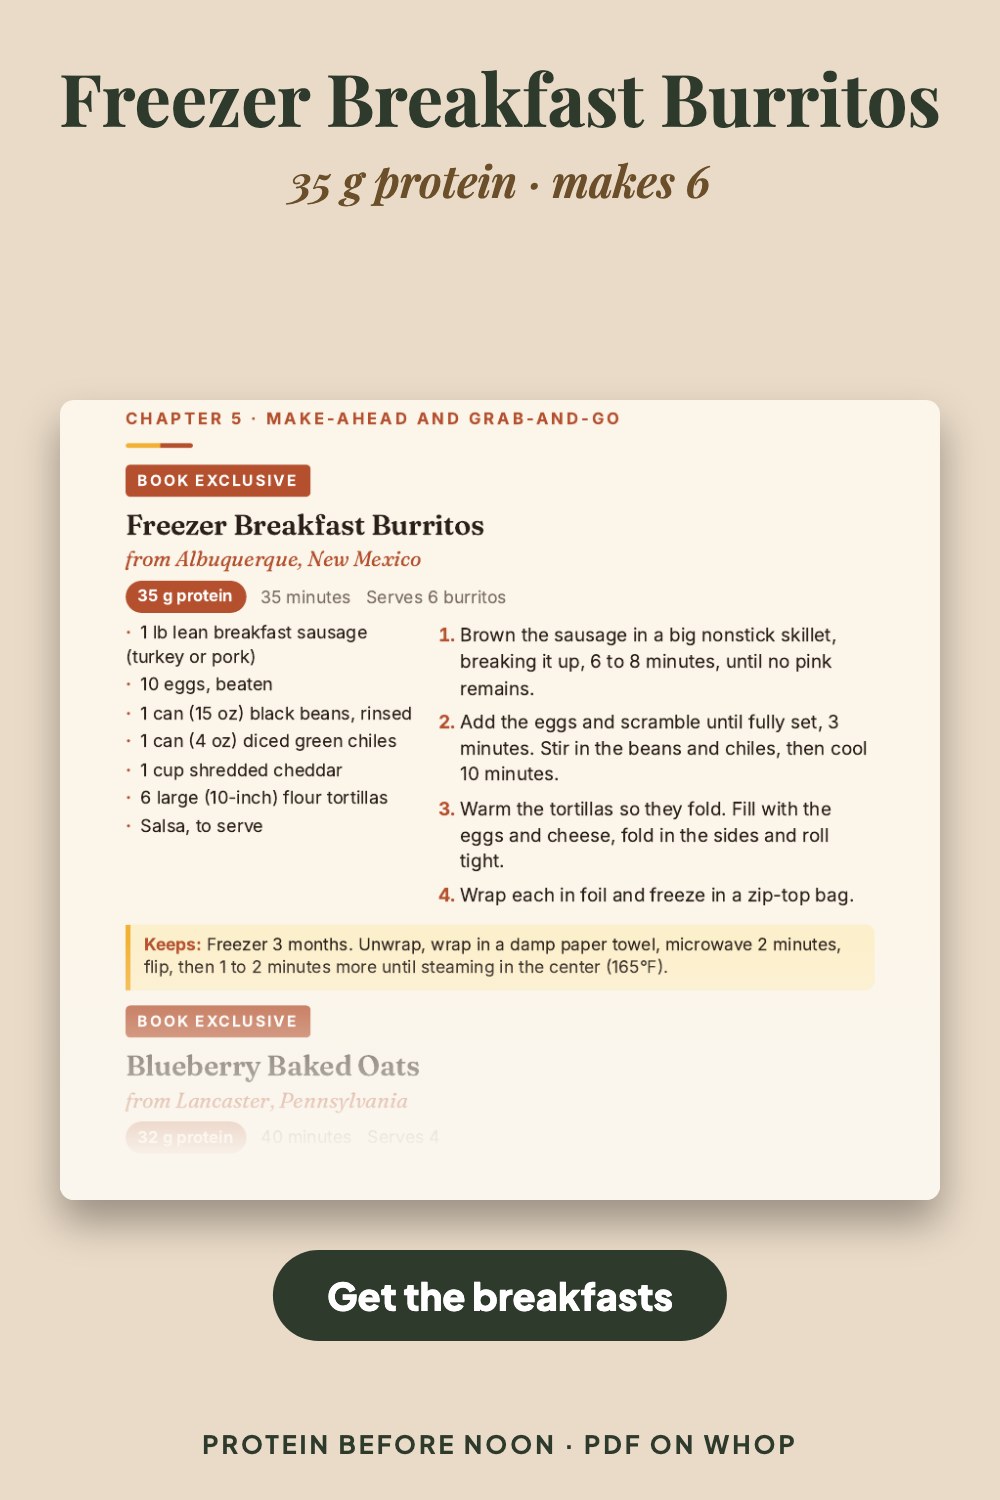 Freezer Breakfast Burritos
35 g protein · makes 6
CHAPTER 5 · MAKE-AHEAD AND GRAB-AND-GO
BOOK EXCLUSIVE
Freezer Breakfast Burritos
from Albuquerque, New Mexico
35 g protein 35 minutes Serves 6 burritos
· 1 lb lean breakfast sausage
(turkey or pork)
· 10 eggs, beaten
· 1 can (15 oz) black beans, rinsed
· 1 can (4 oz) diced green chiles
· 1 cup shredded cheddar
· 6 large (10-inch) flour tortillas
· Salsa, to serve
1. Brown the sausage in a big nonstick skillet,
breaking it up, 6 to 8 minutes, until no pink
remains.
2. Add the eggs and scramble until fully set, 3
minutes. Stir in the beans and chiles, then cool
10 minutes.
3. Warm the tortillas so they fold. Fill with the
eggs and cheese, fold in the sides and roll
tight.
4. Wrap each in foil and freeze in a zip-top bag.
Keeps: Freezer 3 months. Unwrap, wrap in a damp paper towel, microwave 2 minutes,
flip, then 1 to 2 minutes more until steaming in the center (165°F).
BOOK EXCLUSIVE
Blueberry Baked Oats
from Lancaster, Pennsylvania
32 g protein 40 minutes Serves 4
Get the breakfasts
PROTEIN BEFORE NOON · PDF ON WHOP